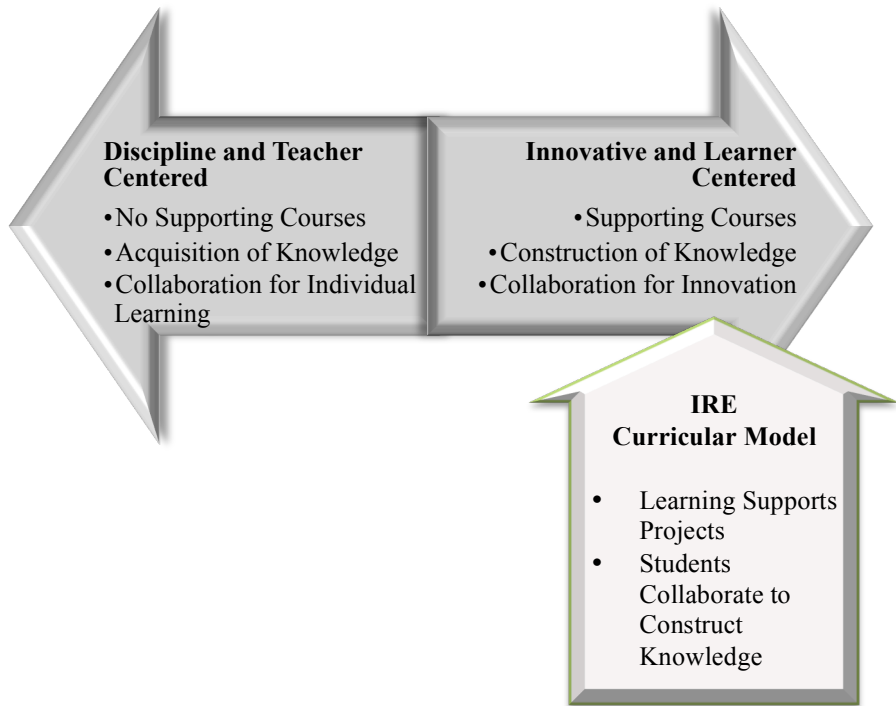 Discipline and Teacher
Centered
•No Supporting Courses
•Acquisition of Knowledge
•Collaboration for Individual
Learning
Innovative and Learner
Centered
•Supporting Courses
•Construction of Knowledge
•Collaboration for Innovation
IRE
Curricular Model
• Learning Supports
Projects
• Students
Collaborate to
Construct
Knowledge